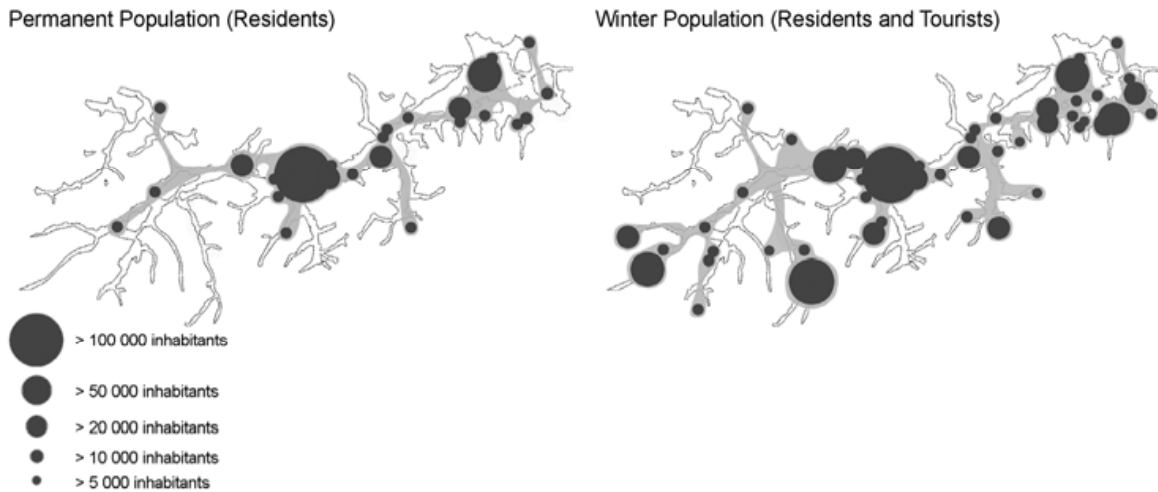 Permanent Population (Residents)
Winter Population (Residents and Tourists)
> 100 000 inhabitants
> 50 000 inhabitants
> 20 000 inhabitants
> 10 000 inhabitants
> 5 000 inhabitants